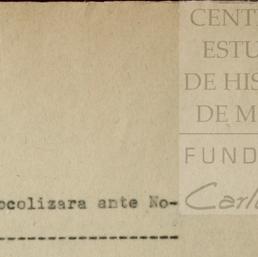 CENT
ESTU
DE HIS
DE M
FUND
Carl
ocolizara ante No-